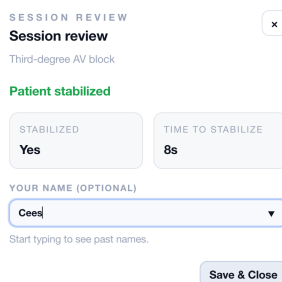 SESSION REVIEW
Session review
×
Third-degree AV block
Patient stabilized
STABILIZED
Yes
TIME TO STABILIZE
8s
YOUR NAME (OPTIONAL)
Cees
Start typing to see past names.
Save & Close